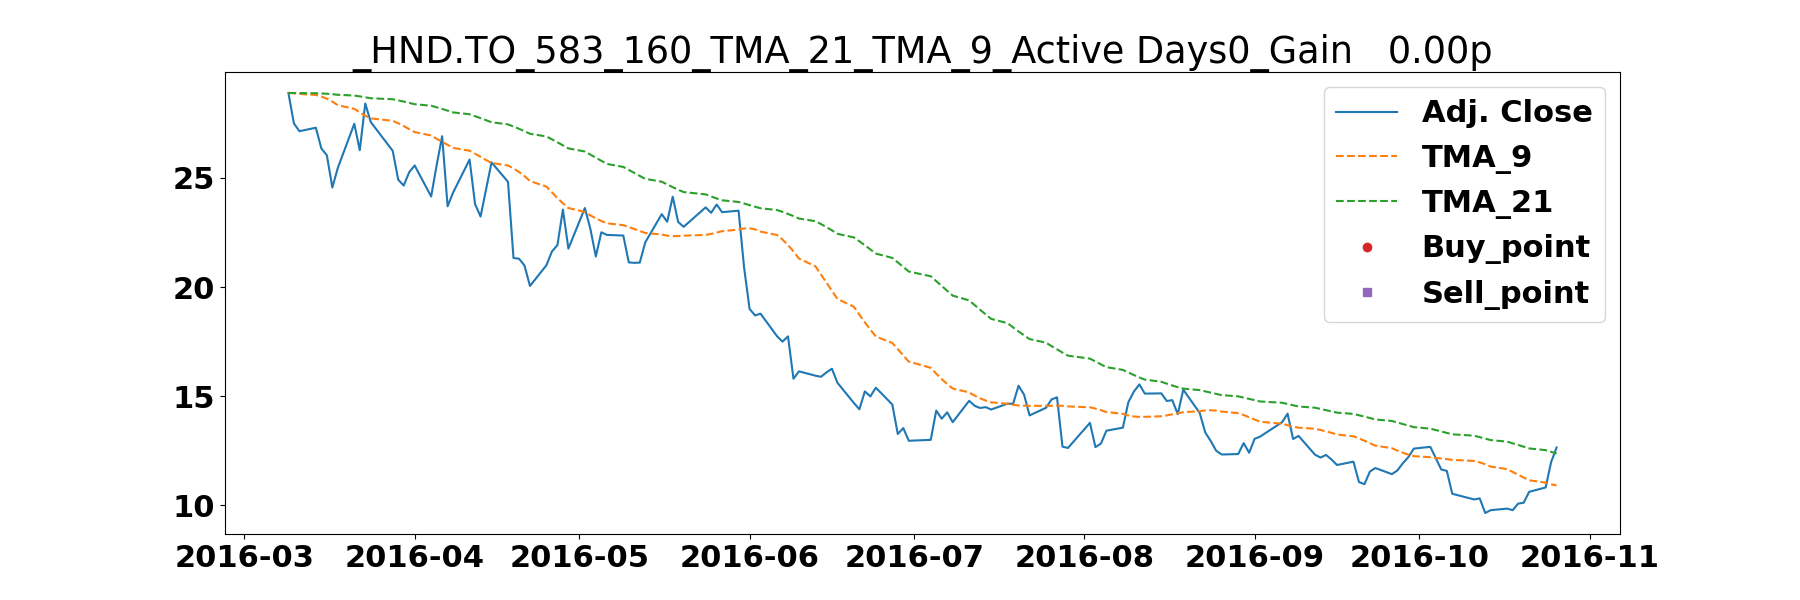 _HND.TO_583_160_TMA_21_TMA_9_Active Days0_Gain   0.00p
Adj. Close
TMA_9
TMA_21
Buy_point
Sell_point
25
20
15
10
2016-03 2016-04 2016-05 2016-06 2016-07 2016-08 2016-09 2016-10 2016-11